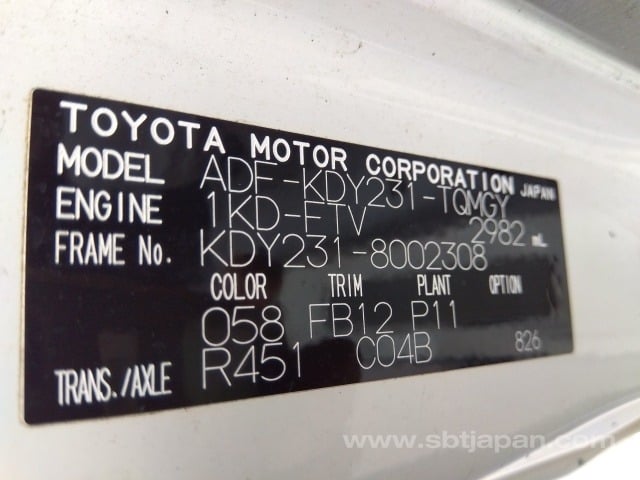 TOYOTA MOTOR CORPORATION JAPAN
MODEL ADF-KDY231-TQMGY
ENGINE 1KD-FTV 2982 mL
FRAME No. KDY231-8002308
COLOR TRIM PLANT OPTION
058 FB12 P11
TRANS./AXLE R451 C04B 826
www.sbtjapan.com